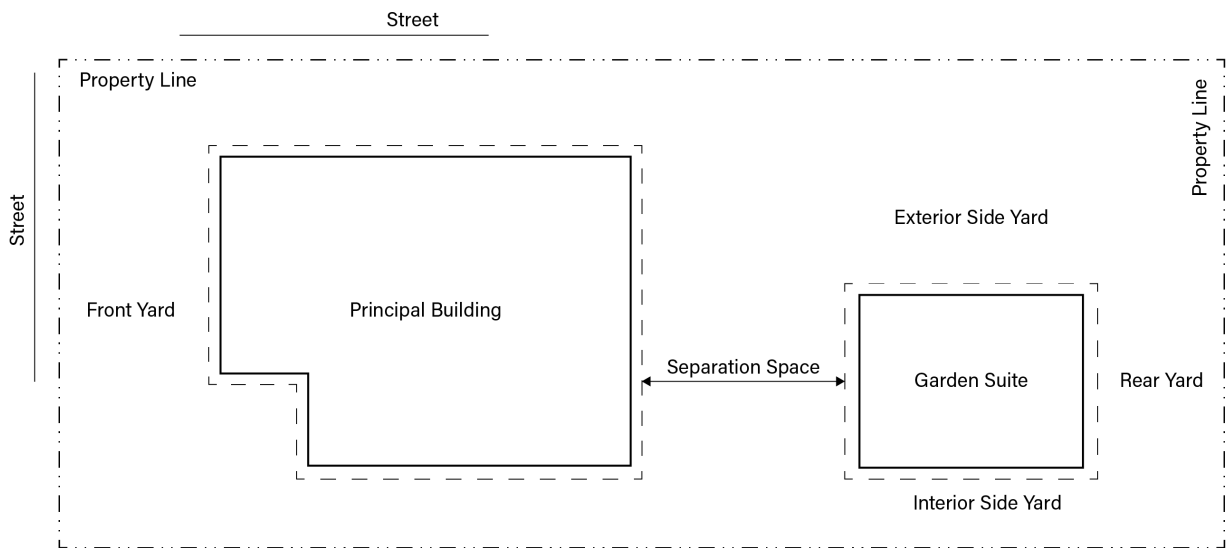 Street
Property Line
Property Line
Street
Exterior Side Yard
Front Yard
Principal Building
Separation Space
Garden Suite
Rear Yard
Interior Side Yard